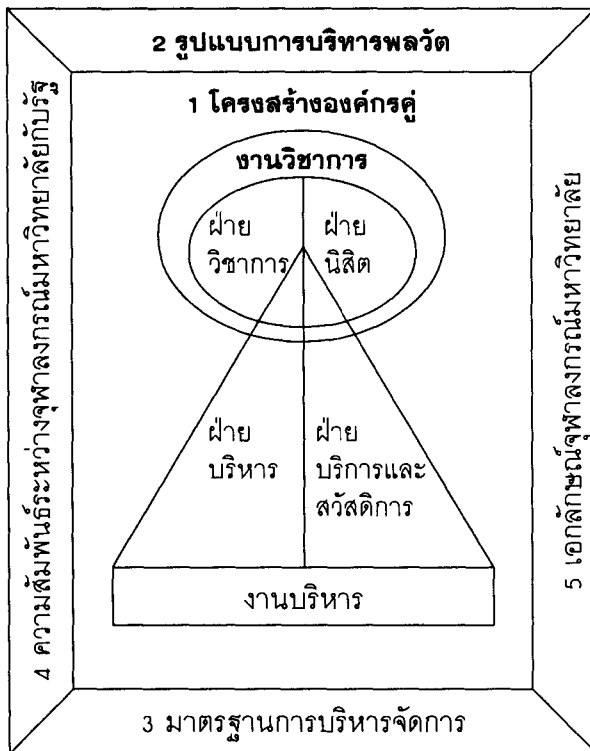 2 รูปแบบการบริหารพลวัต
1 โครงสร้างองค์กรคู่
งานวิชาการ
ฝ่าย
วิชาการ
ฝ่าย
นิสิต
ฝ่าย
บริหาร
ฝ่าย
บริการและ
สวัสดิการ
งานบริหาร
3 มาตรฐานการบริหารจัดการ
4 ความสัมพันธ์ระหว่างจุฬาลงกรณ์มหาวิทยาลัยกับรัฐ
5 เอกลักษณ์จุฬาลงกรณ์มหาวิทยาลัย